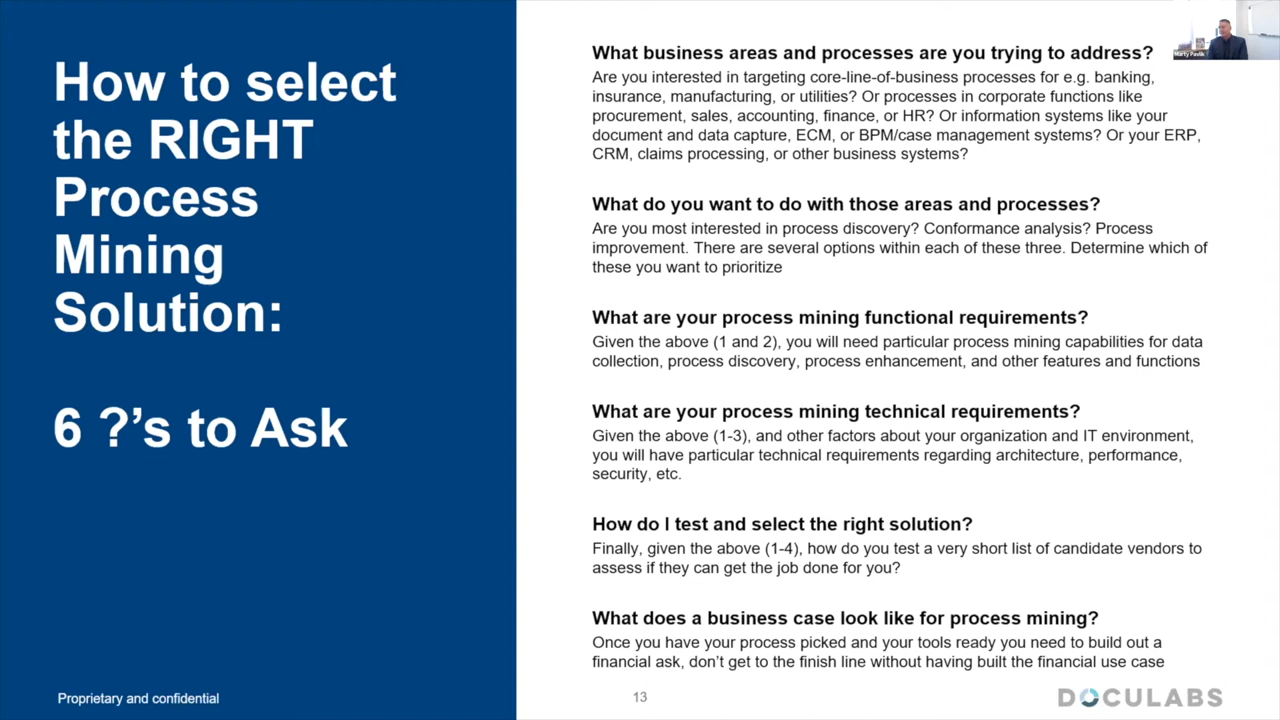 How to select
the RIGHT
Process
Mining
Solution:
6 ?’s to Ask
What business areas and processes are you trying to address?
Are you interested in targeting core-line-of-business processes for e.g. banking,
insurance, manufacturing, or utilities? Or processes in corporate functions like
procurement, sales, accounting, finance, or HR? Or information systems like your
document and data capture, ECM, or BPM/case management systems? Or your ERP,
CRM, claims processing, or other business systems?
What do you want to do with those areas and processes?
Are you most interested in process discovery? Conformance analysis? Process
improvement. There are several options within each of these three. Determine which of
these you want to prioritize
What are your process mining functional requirements?
Given the above (1 and 2), you will need particular process mining capabilities for data
collection, process discovery, process enhancement, and other features and functions
What are your process mining technical requirements?
Given the above (1-3), and other factors about your organization and IT environment,
you will have particular technical requirements regarding architecture, performance,
security, etc.
How do I test and select the right solution?
Finally, given the above (1-4), how do you test a very short list of candidate vendors to
assess if they can get the job done for you?
What does a business case look like for process mining?
Once you have your process picked and your tools ready you need to build out a
financial ask, don’t get to the finish line without having built the financial use case
Proprietary and confidential
13
DOCULABS
Marty Pavlik